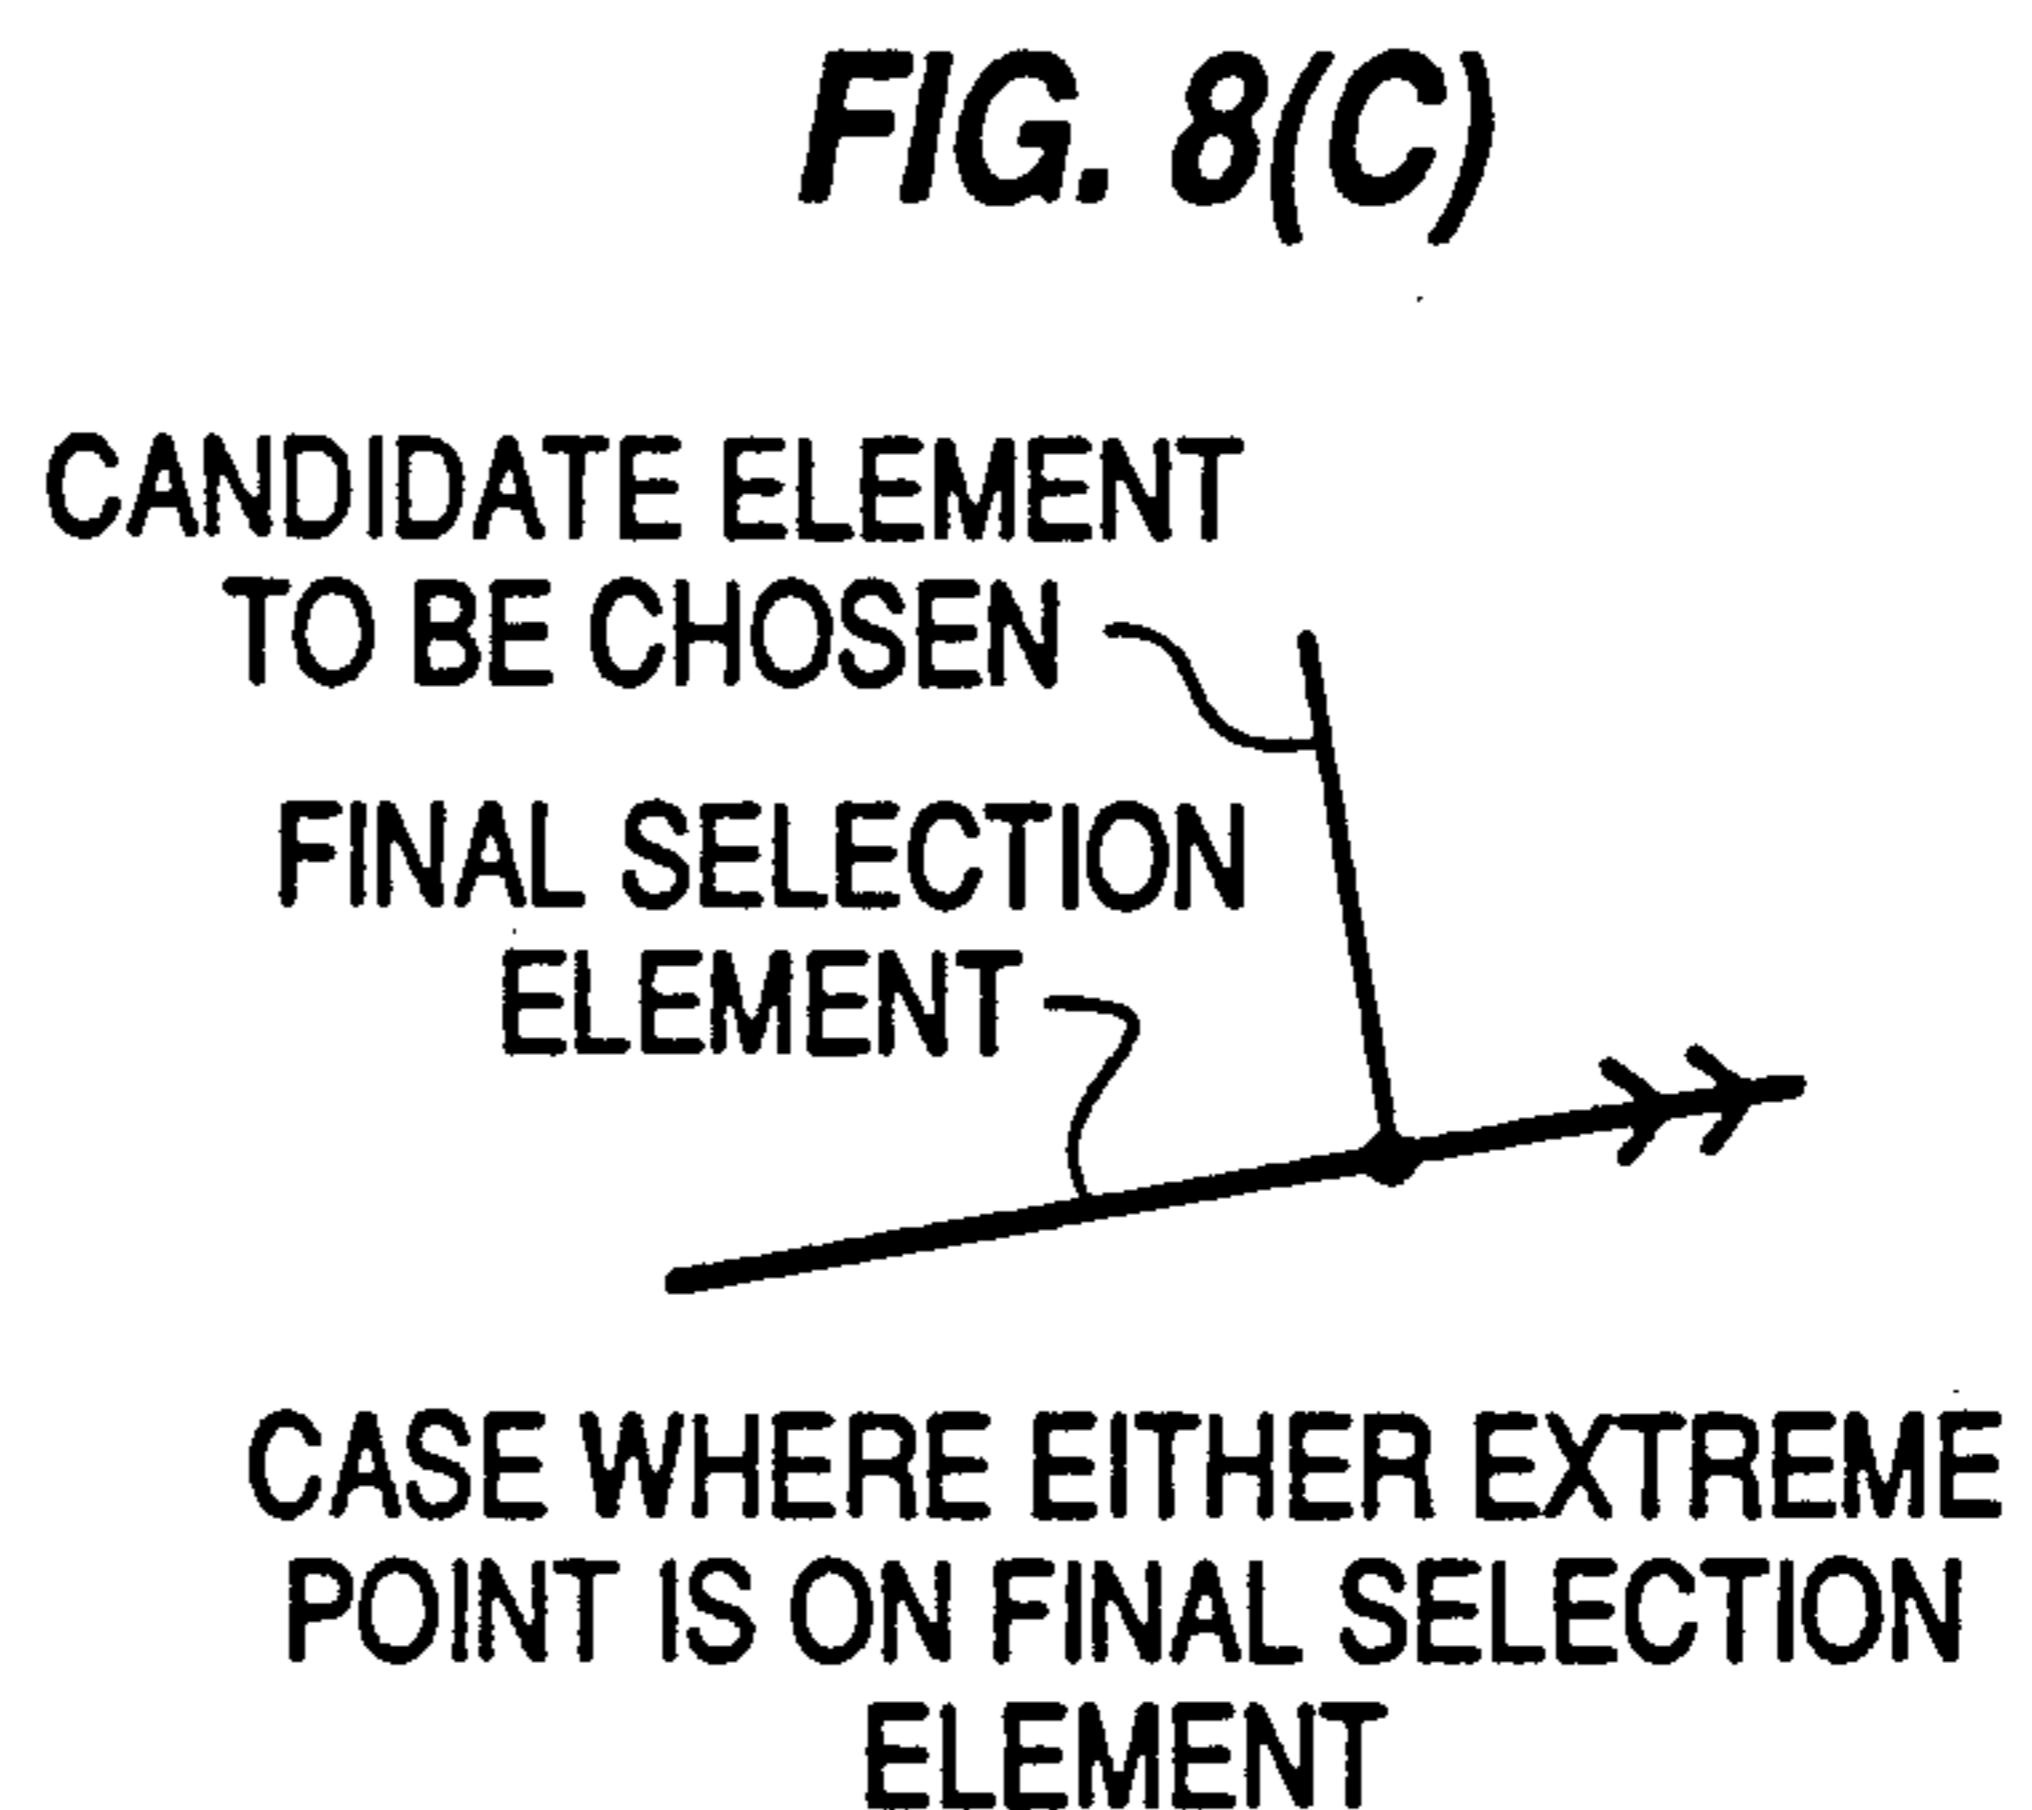 FIG. 8(C)
CANDIDATE ELEMENT
TO BE CHOSEN
FINAL SELECTION
ELEMENT
CASE WHERE EITHER EXTREME
POINT IS ON FINAL SELECTION
ELEMENT